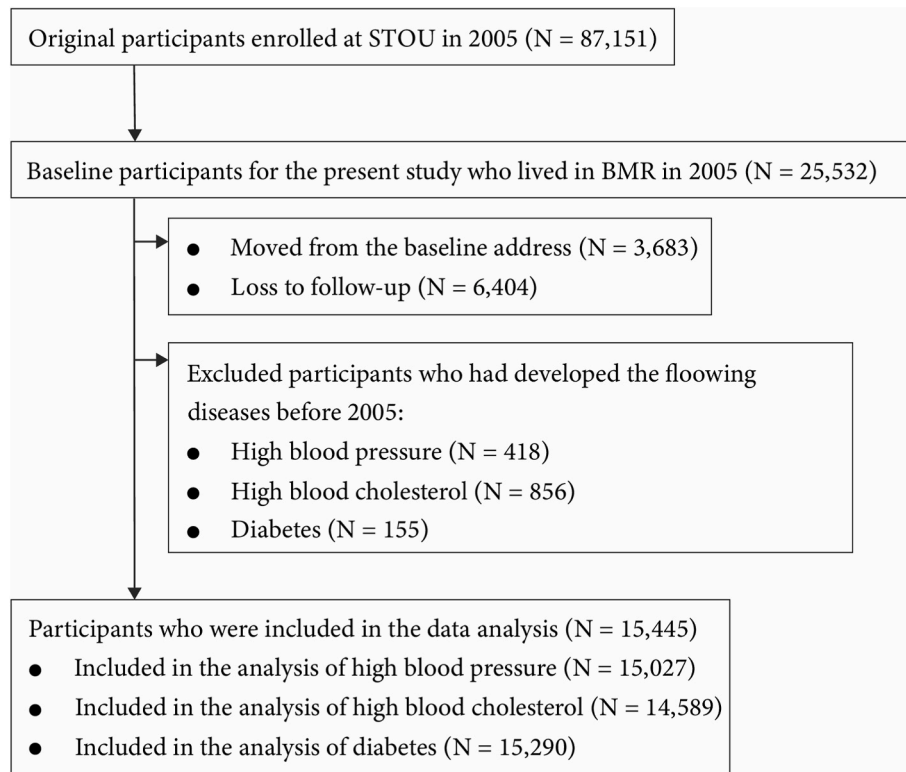 Original participants enrolled at STOU in 2005 (N = 87,151)
Baseline participants for the present study who lived in BMR in 2005 (N = 25,532)
● Moved from the baseline address (N = 3,683)
● Loss to follow-up (N = 6,404)
Excluded participants who had developed the floowing
diseases before 2005:
● High blood pressure (N = 418)
● High blood cholesterol (N = 856)
● Diabetes (N = 155)
Participants who were included in the data analysis (N = 15,445)
● Included in the analysis of high blood pressure (N = 15,027)
● Included in the analysis of high blood cholesterol (N = 14,589)
● Included in the analysis of diabetes (N = 15,290)